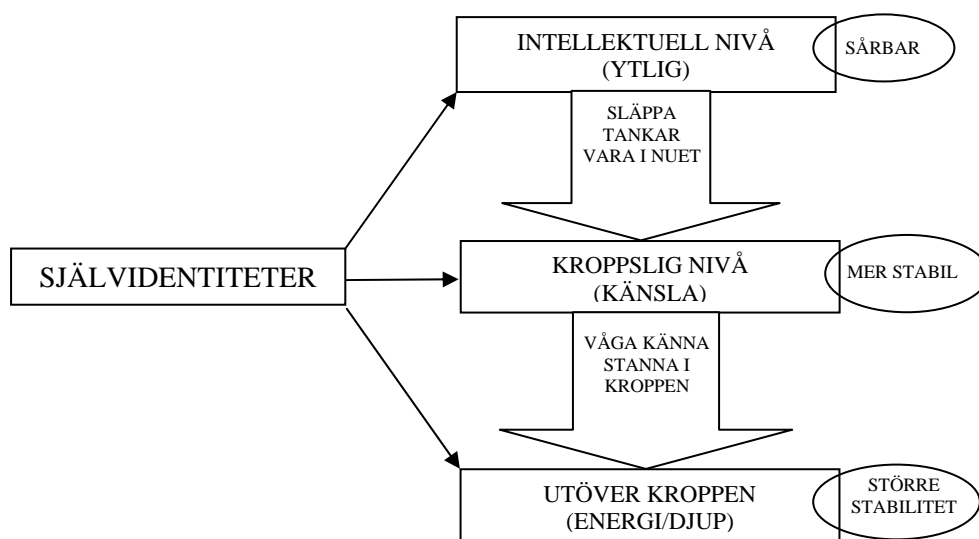 INTELLEKTUELL NIVÅ
(YTLIG)
SÅRBAR
SLÄPPA
TANKAR
VARA I NUET
SJÄLVIDENTITETER
KROPPSLIG NIVÅ
(KÄNSLA)
MER STABIL
VÅGA KÄNNA
STANNA I
KROPPEN
UTÖVER KROPPEN
(ENERGI/DJUP)
STÖRRE
STABILITET